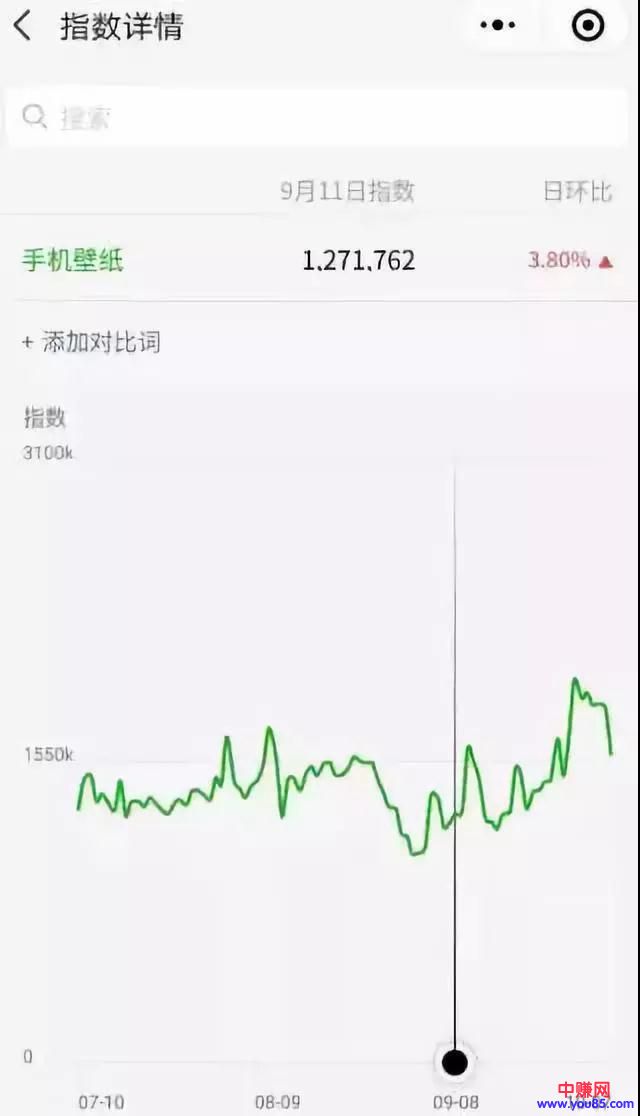 指数详情
搜索
9月11日指数 日环比
手机壁纸 1,271,762 3.80% ▲
+ 添加对比词
指数
3100k
1550k
0
07-10 08-09 09-08
中赚网
www.you85.com